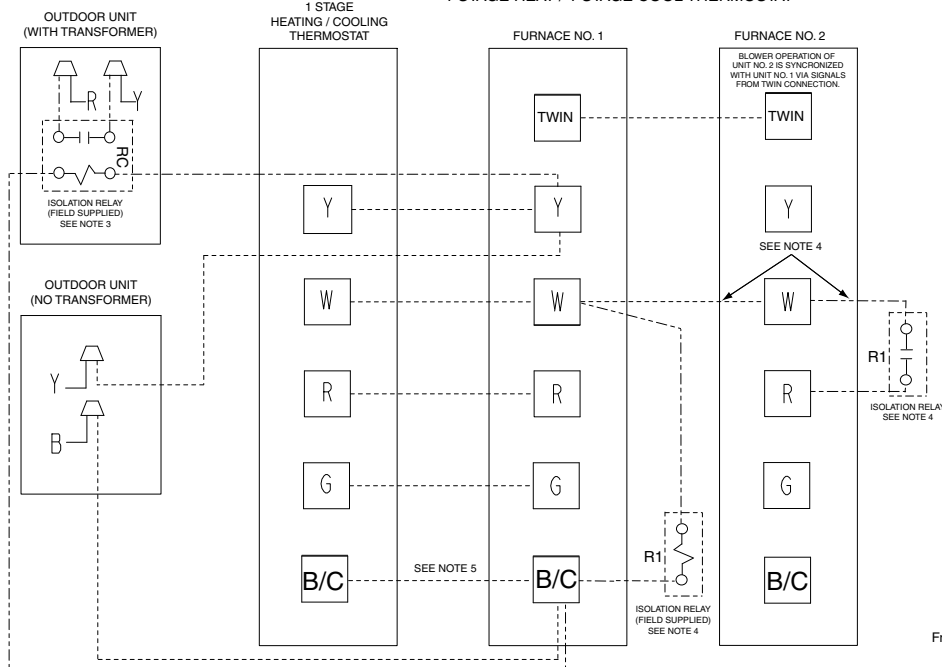 OUTDOOR UNIT
(WITH TRANSFORMER)
R
Y
RC
ISOLATION RELAY
(FIELD SUPPLIED)
SEE NOTE 3
OUTDOOR UNIT
(NO TRANSFORMER)
Y
B
1 STAGE
HEATING / COOLING
THERMOSTAT
Y
W
R
G
B/C
SEE NOTE 5
FURNACE NO. 1
TWIN
Y
W
R
G
B/C
R1
ISOLATION RELAY
(FIELD SUPPLIED)
SEE NOTE 4
FURNACE NO. 2
BLOWER OPERATION OF
UNIT NO. 2 IS SYNCRONIZED
WITH UNIT NO. 1 VIA SIGNALS
FROM TWIN CONNECTION.
TWIN
Y
SEE NOTE 4
W
R
G
B/C
R1
ISOLATION RELAY
SEE NOTE 4